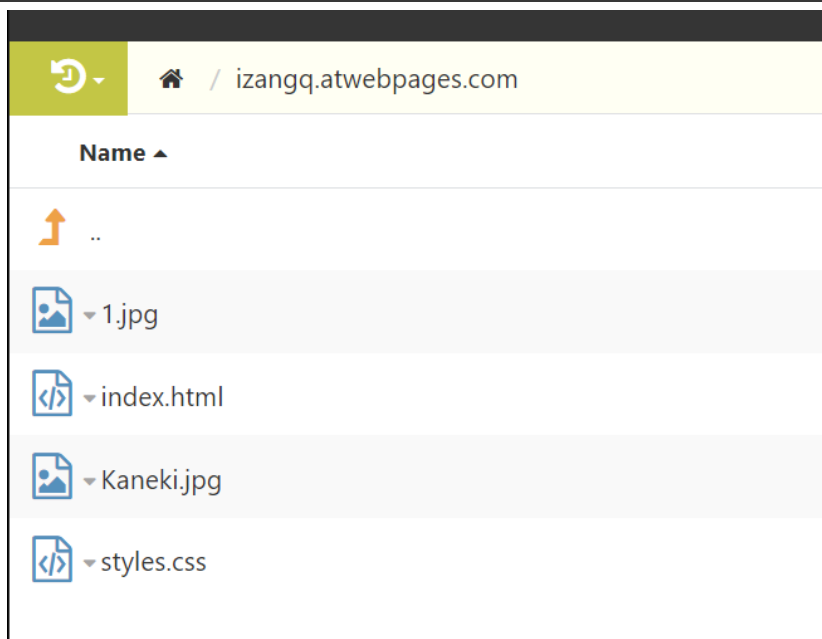 / izangq.atwebpages.com
Name
..
1.jpg
index.html
Kaneki.jpg
styles.css